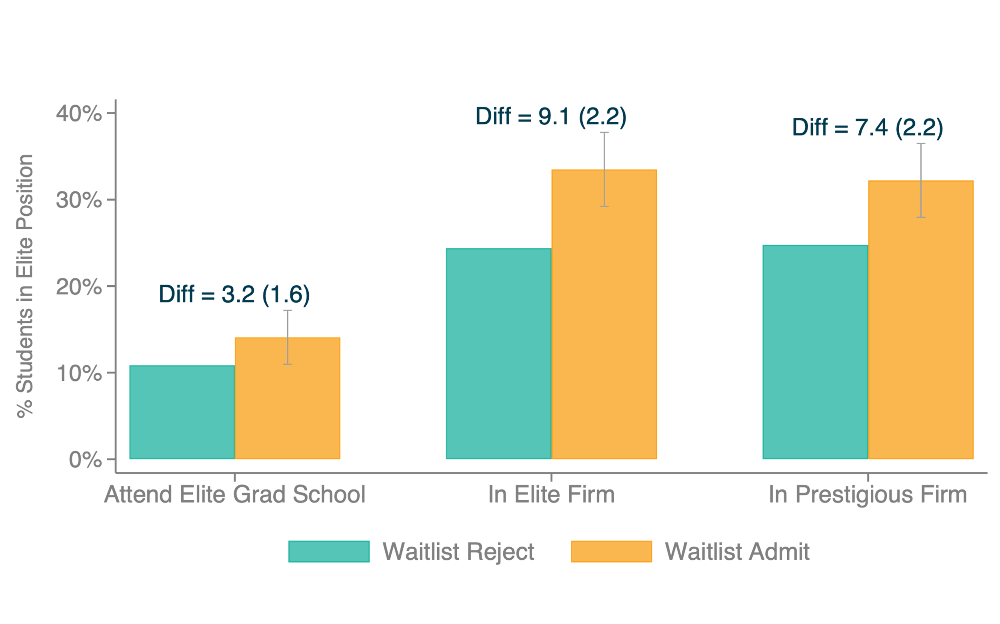 % Students in Elite Position
40%
30%
20%
10%
0%
Diff = 3.2 (1.6)
Diff = 9.1 (2.2)
Diff = 7.4 (2.2)
Attend Elite Grad School
In Elite Firm
In Prestigious Firm
Waitlist Reject
Waitlist Admit